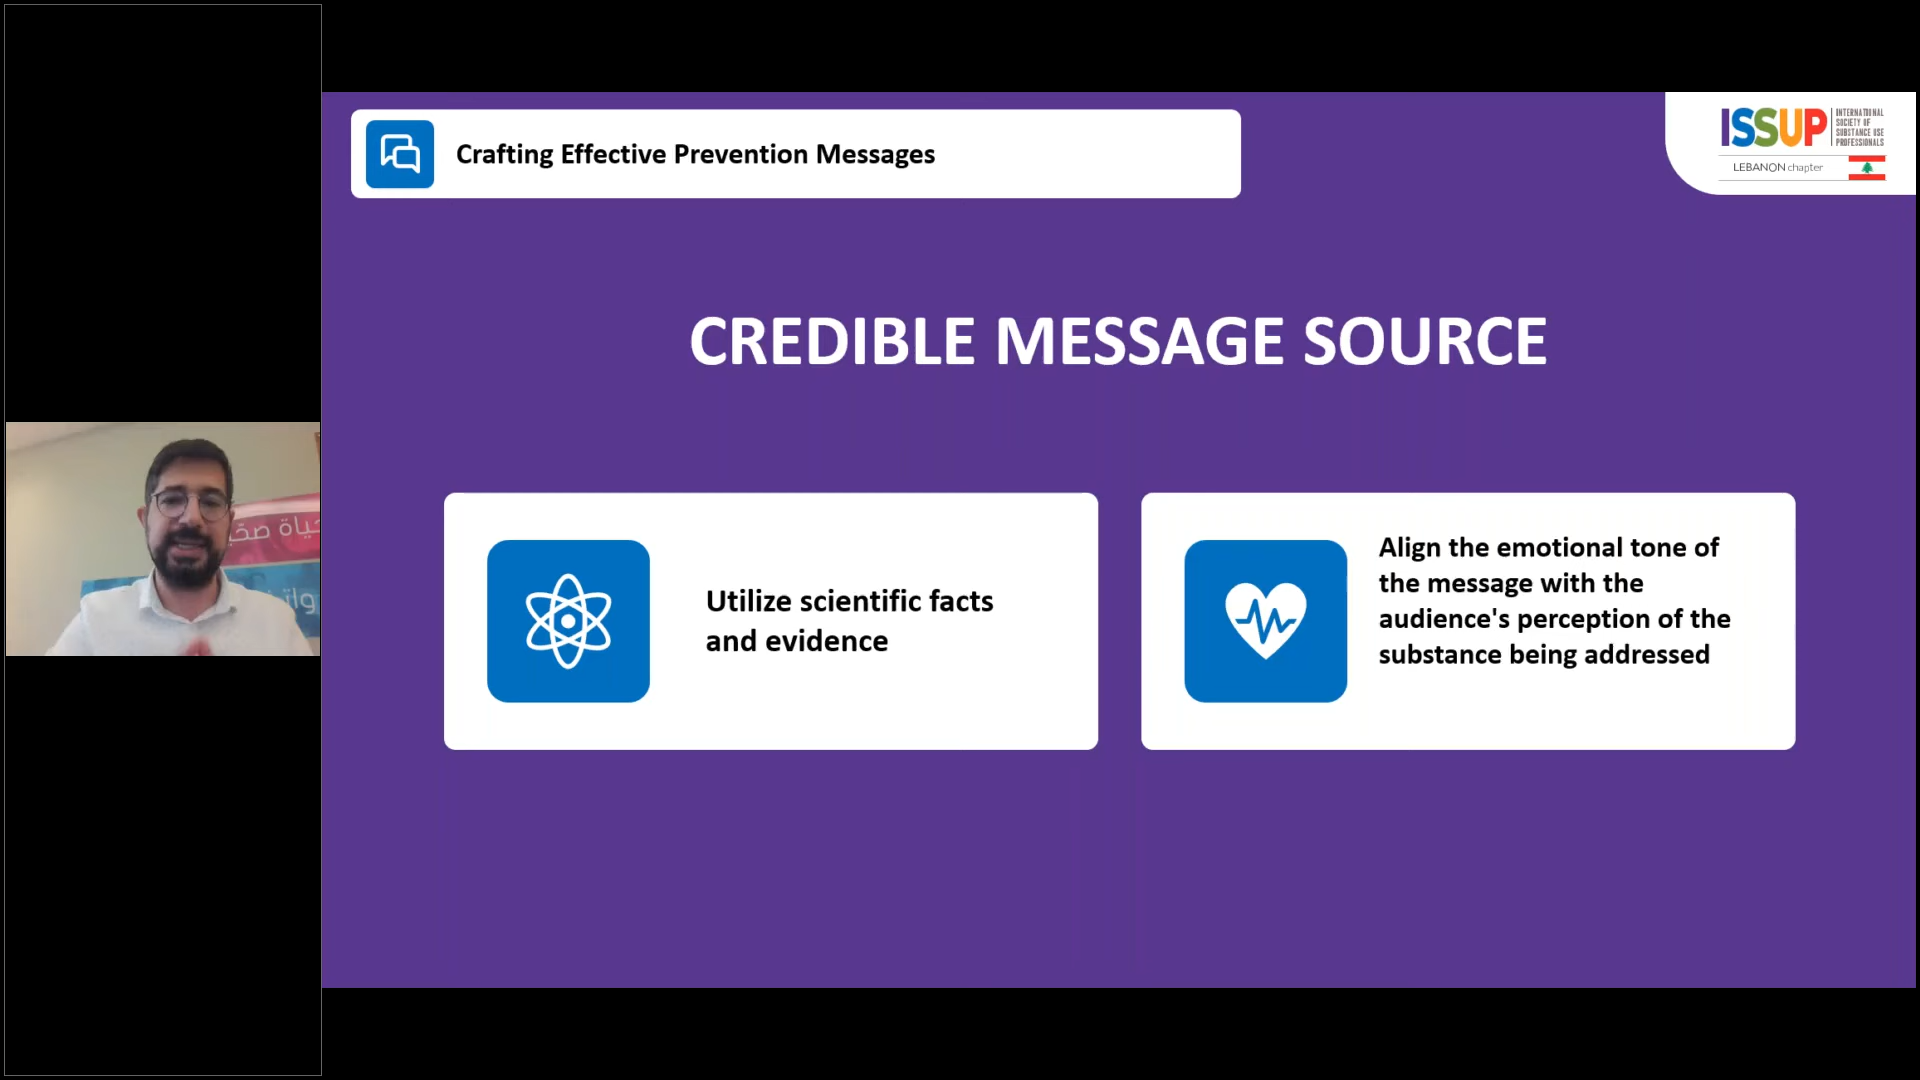 Crafting Effective Prevention Messages
ISSUP
INTERNATIONAL
SOCIETY OF
SUBSTANCE USE
PROFESSIONALS
LEBANON chapter
CREDIBLE MESSAGE SOURCE
Utilize scientific facts
and evidence
Align the emotional tone of
the message with the
audience's perception of the
substance being addressed